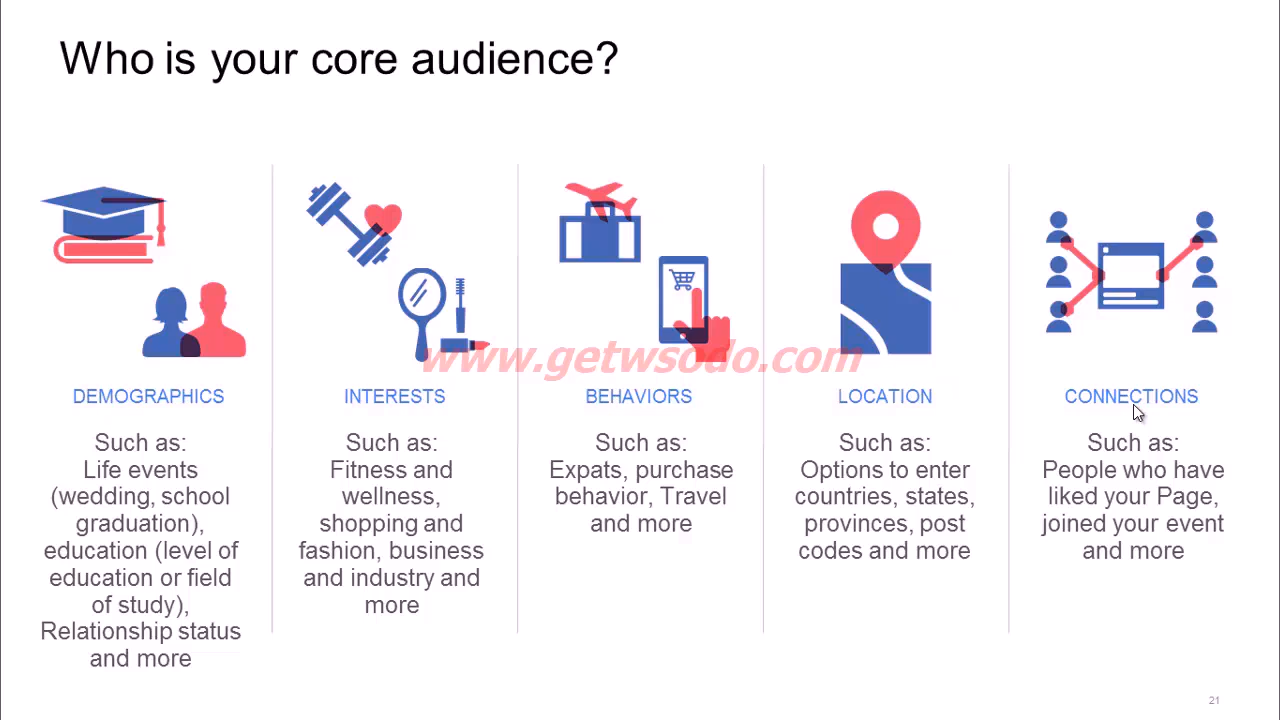 Who is your core audience?
www.getwsodo.com
DEMOGRAPHICS
Such as:
Life events
(wedding, school
graduation),
education (level of
education or field
of study),
Relationship status
and more
INTERESTS
Such as:
Fitness and
wellness,
shopping and
fashion, business
and industry and
more
BEHAVIORS
Such as:
Expats, purchase
behavior, Travel
and more
LOCATION
Such as:
Options to enter
countries, states,
provinces, post
codes and more
CONNECTIONS
Such as:
People who have
liked your Page,
joined your event
and more
21